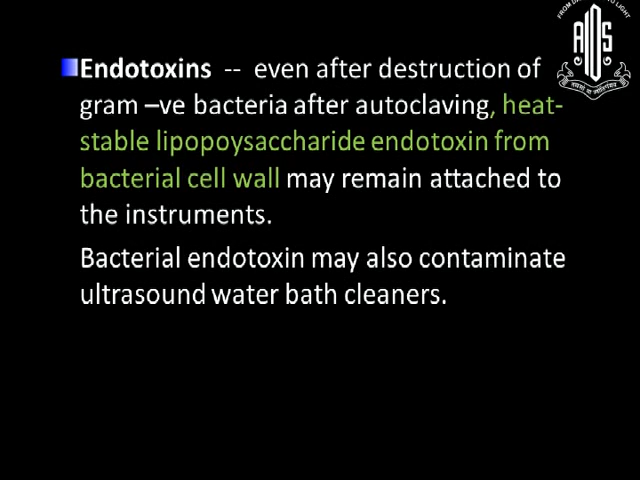 Endotoxins -- even after destruction of
gram –ve bacteria after autoclaving, heat-
stable lipopoysaccharide endotoxin from
bacterial cell wall may remain attached to
the instruments.
Bacterial endotoxin may also contaminate
ultrasound water bath cleaners.
AIOS